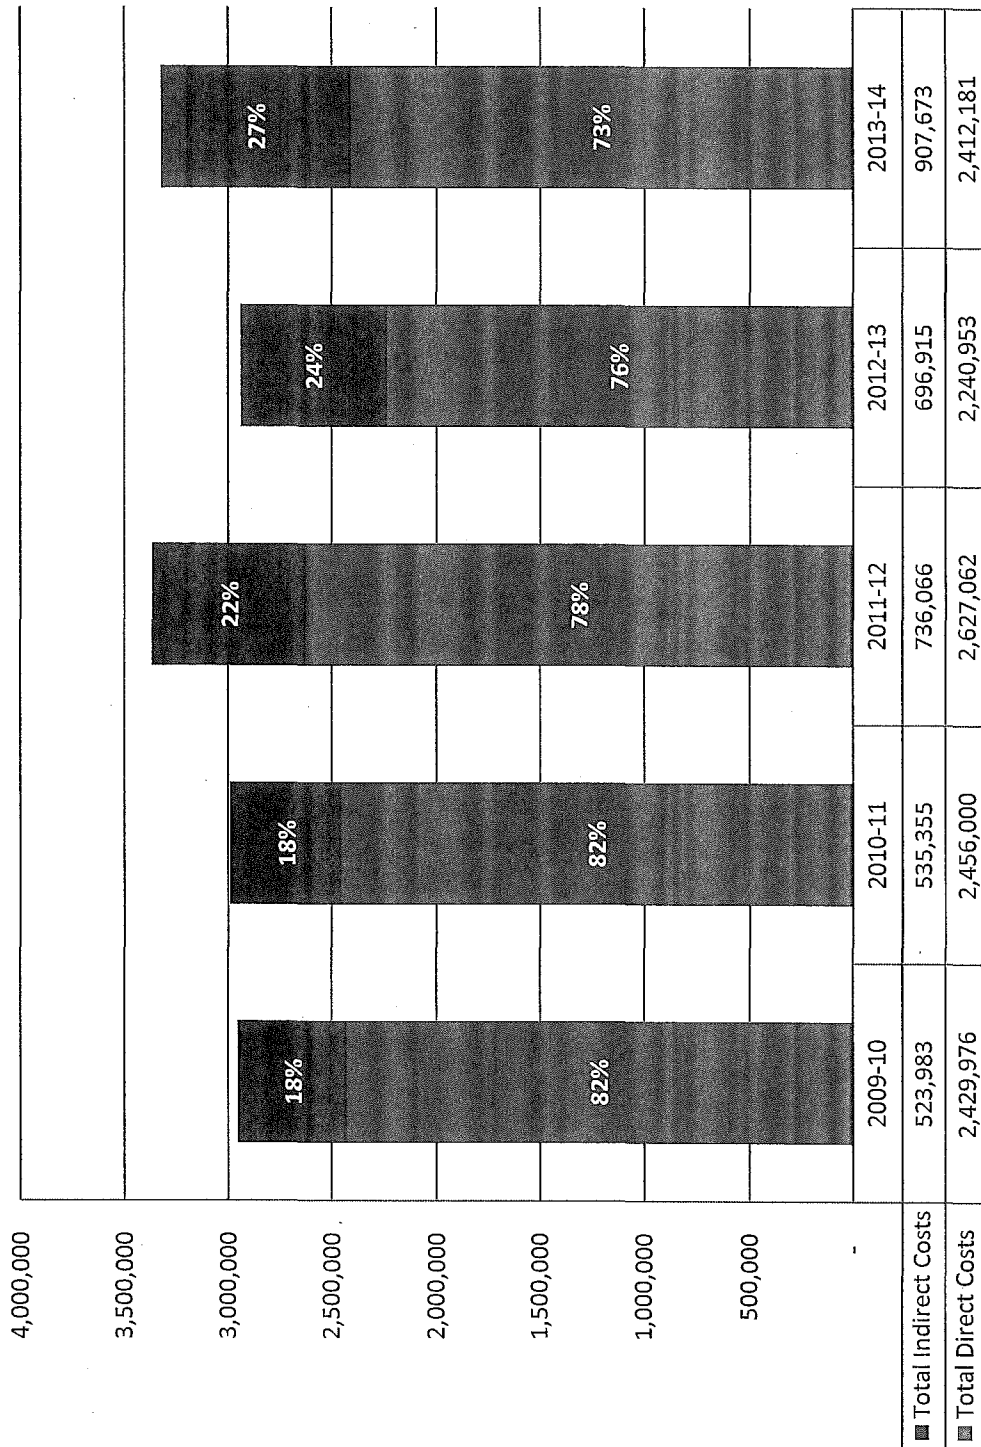 4,000,000
3,500,000
3,000,000
2,500,000
2,000,000
1,500,000
1,000,000
500,000
-
18% 18% 22% 24% 27%
82% 82% 78% 76% 73%
2009-10 2010-11 2011-12 2012-13 2013-14
Total Indirect Costs 523,983 535,355 736,066 696,915 907,673
Total Direct Costs 2,429,976 2,456,000 2,627,062 2,240,953 2,412,181